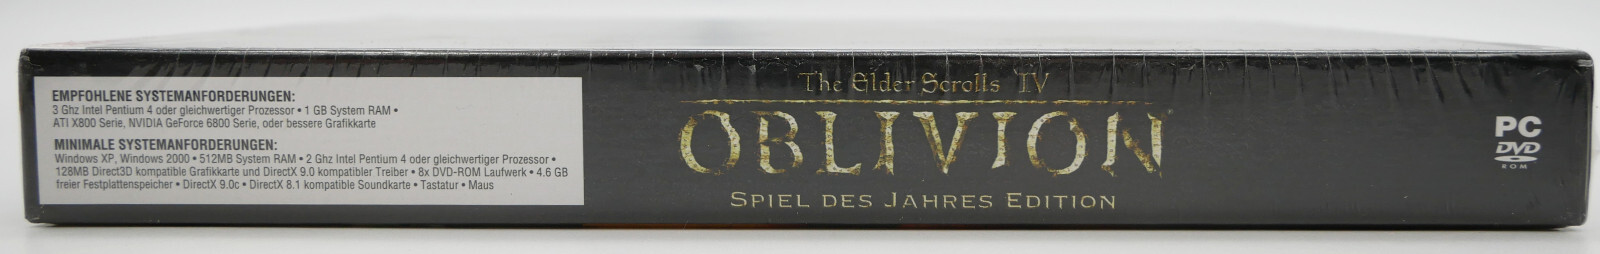 EMPFOHLENE SYSTEMANFORDERUNGEN:
3 Ghz Intel Pentium 4 oder gleichwertiger Prozessor • 1 GB System RAM •
ATI X800 Serie, NVIDIA GeForce 6800 Serie, oder bessere Grafikkarte
MINIMALE SYSTEMANFORDERUNGEN:
Windows XP, Windows 2000 • 512MB System RAM • 2 Ghz Intel Pentium 4 oder gleichwertiger Prozessor •
128MB Direct3D kompatible Grafikkarte und DirectX 9.0 kompatibler Treiber • 8x DVD-ROM Laufwerk • 4.6 GB
freier Festplattenspeicher • DirectX 9.0c • DirectX 8.1 kompatible Soundkarte • Tastatur • Maus
The Elder Scrolls IV
OBLIVION
SPIEL DES JAHRES EDITION
PC
DVD
ROM